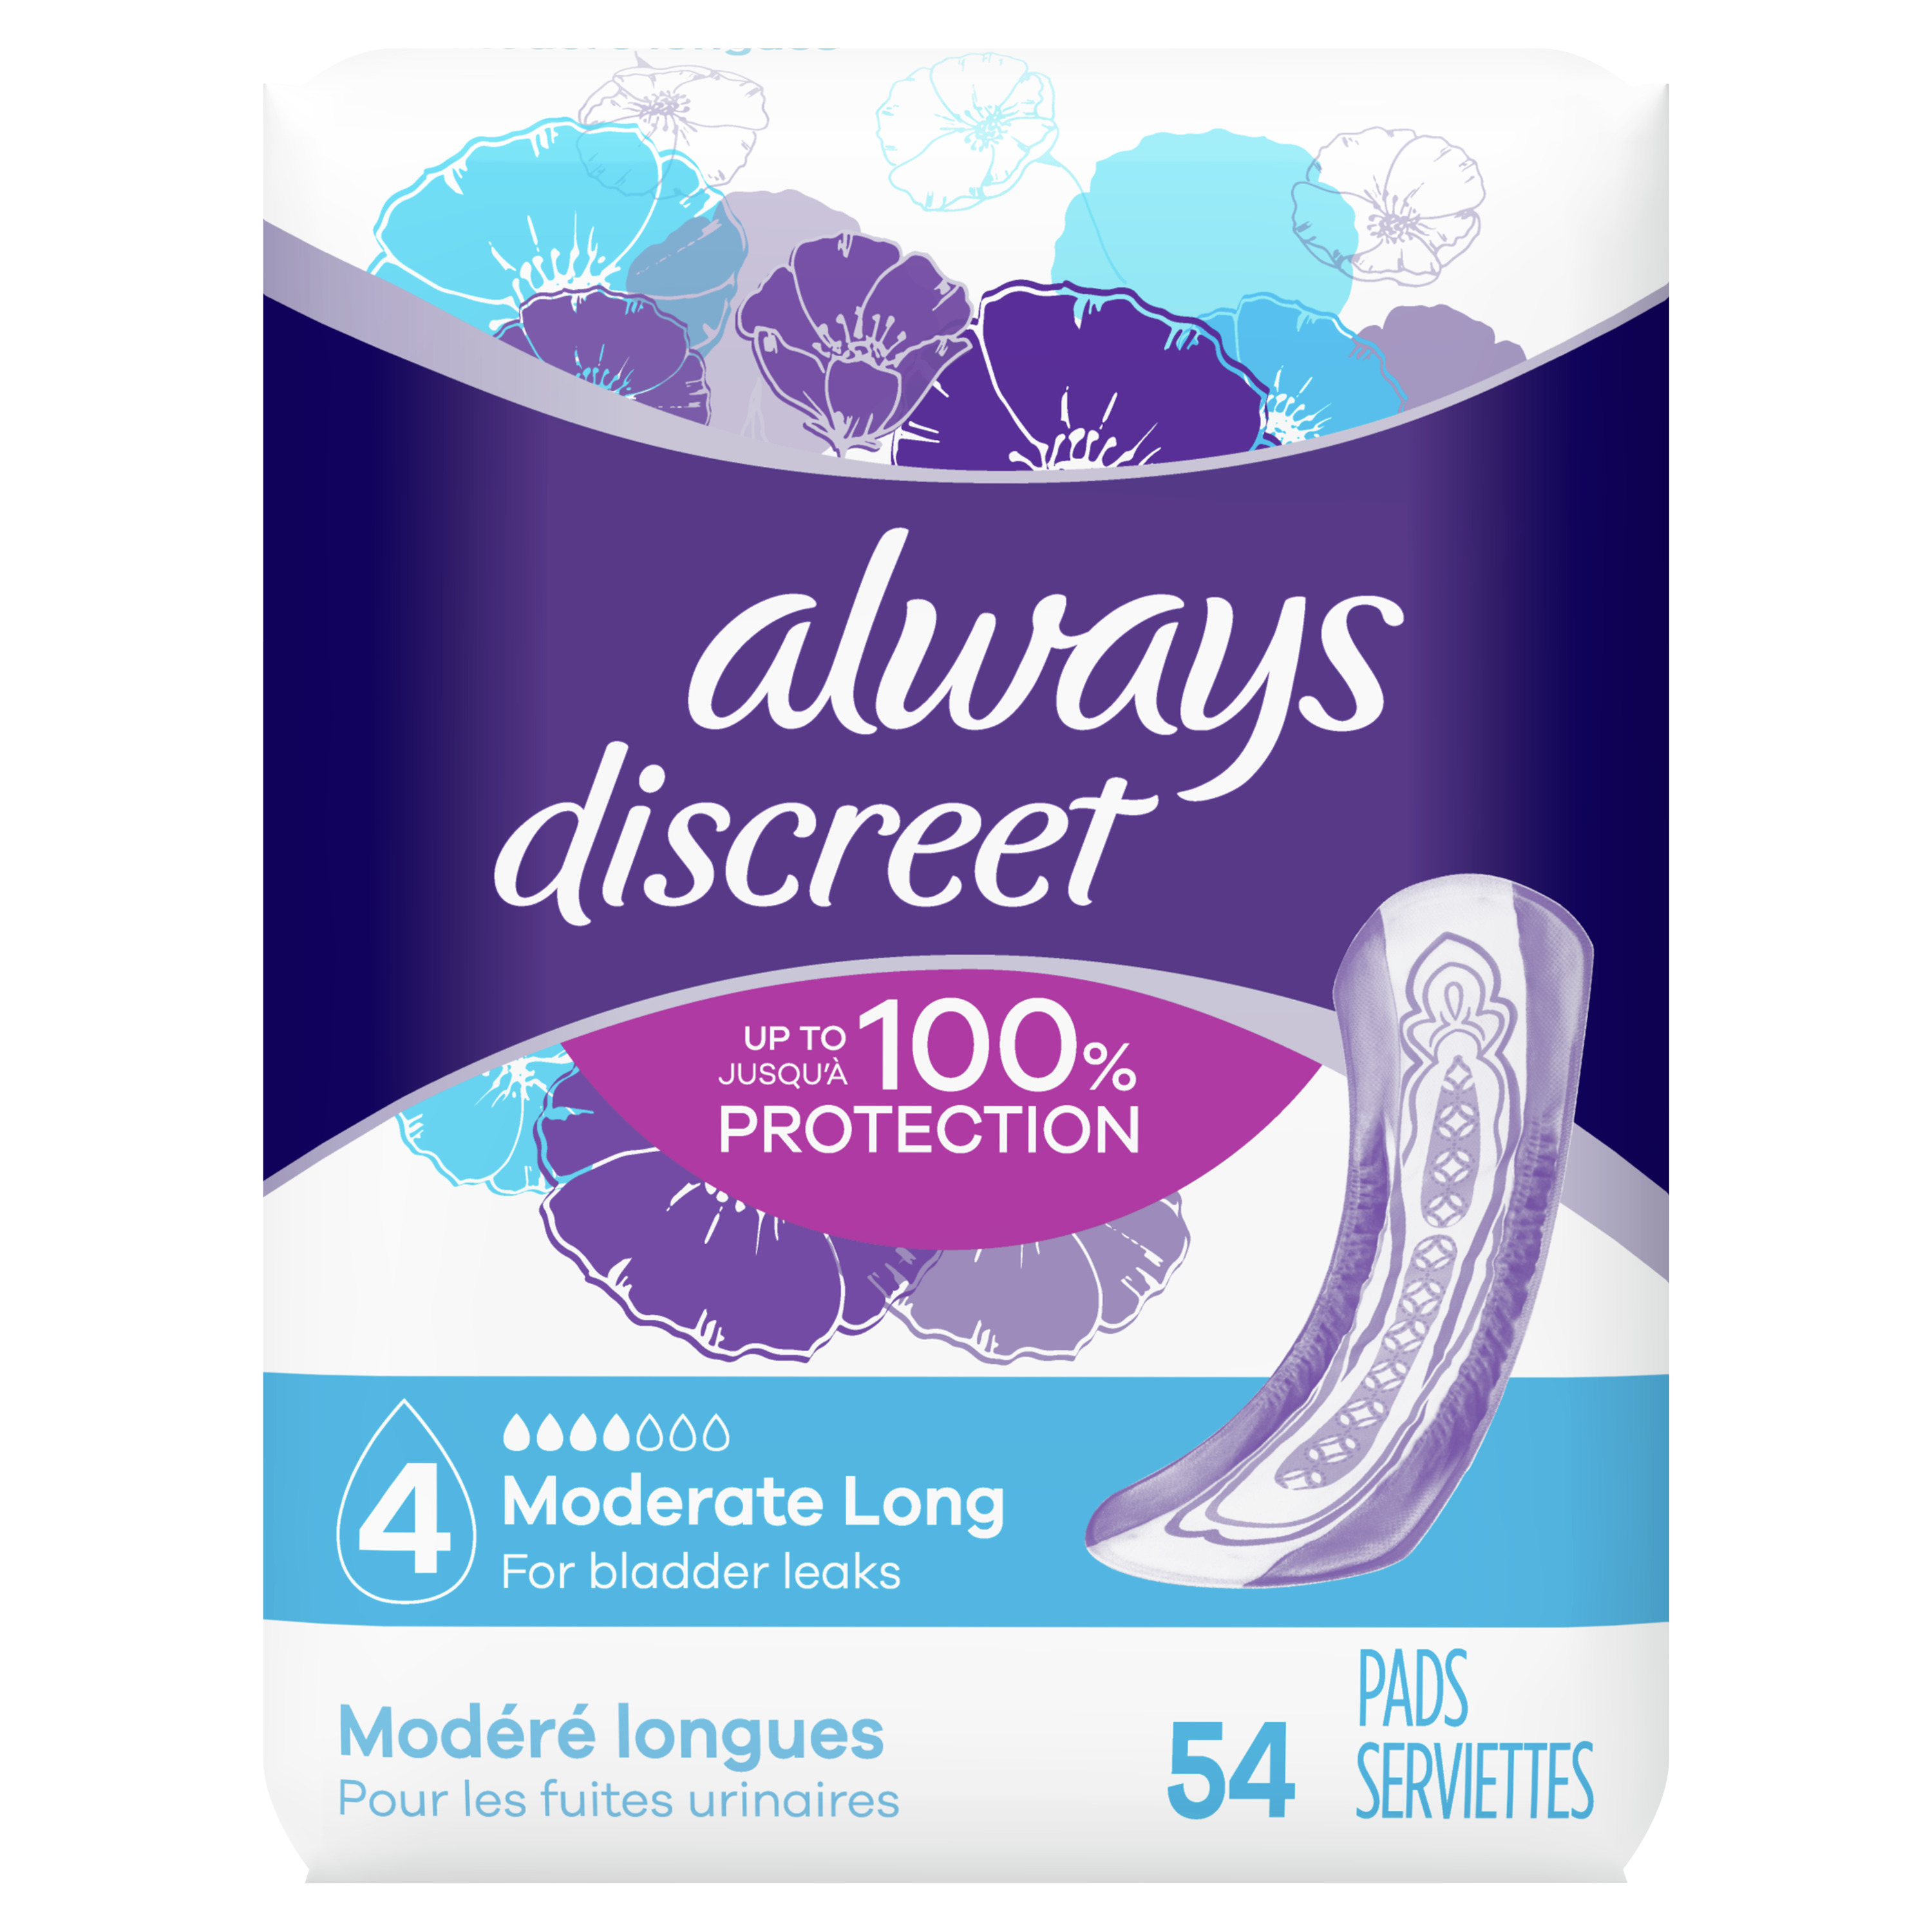 always
discreet
UP TO
JUSQU'À
100%
PROTECTION
4
Moderate Long
For bladder leaks
Modéré longues
Pour les fuites urinaires
54
PADS
SERVIETTES